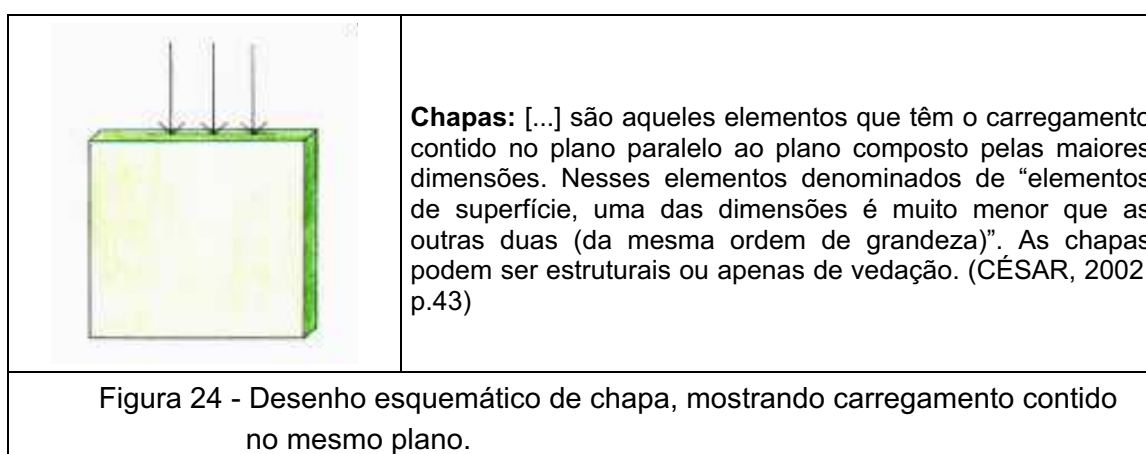 Chapas: [...] são aqueles elementos que têm o carregamento
contido no plano paralelo ao plano composto pelas maiores
dimensões. Nesses elementos denominados de “elementos
de superfície, uma das dimensões é muito menor que as
outras duas (da mesma ordem de grandeza)”. As chapas
podem ser estruturais ou apenas de vedação. (CÉSAR, 2002
p.43)
Figura 24 - Desenho esquemático de chapa, mostrando carregamento contido
no mesmo plano.